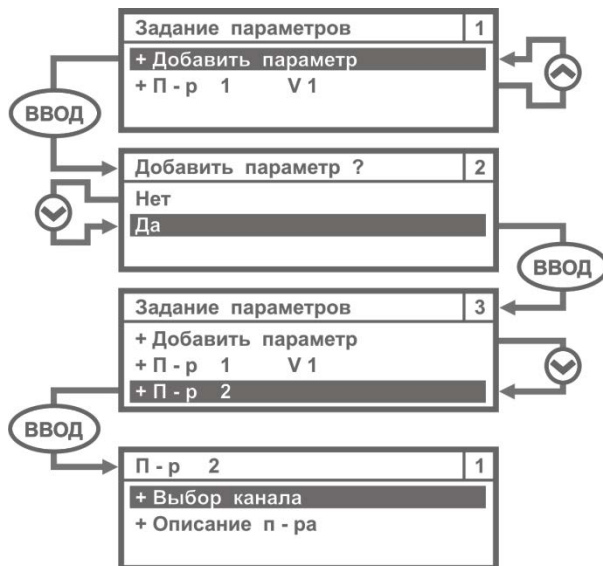 Задание параметров 1
+ Добавить параметр
+ П - р 1 V 1
ВВОД
Добавить параметр ? 2
Нет
Да
ВВОД
Задание параметров 3
+ Добавить параметр
+ П - р 1 V 1
+ П - р 2
ВВОД
П - р 2 1
+ Выбор канала
+ Описание п - ра